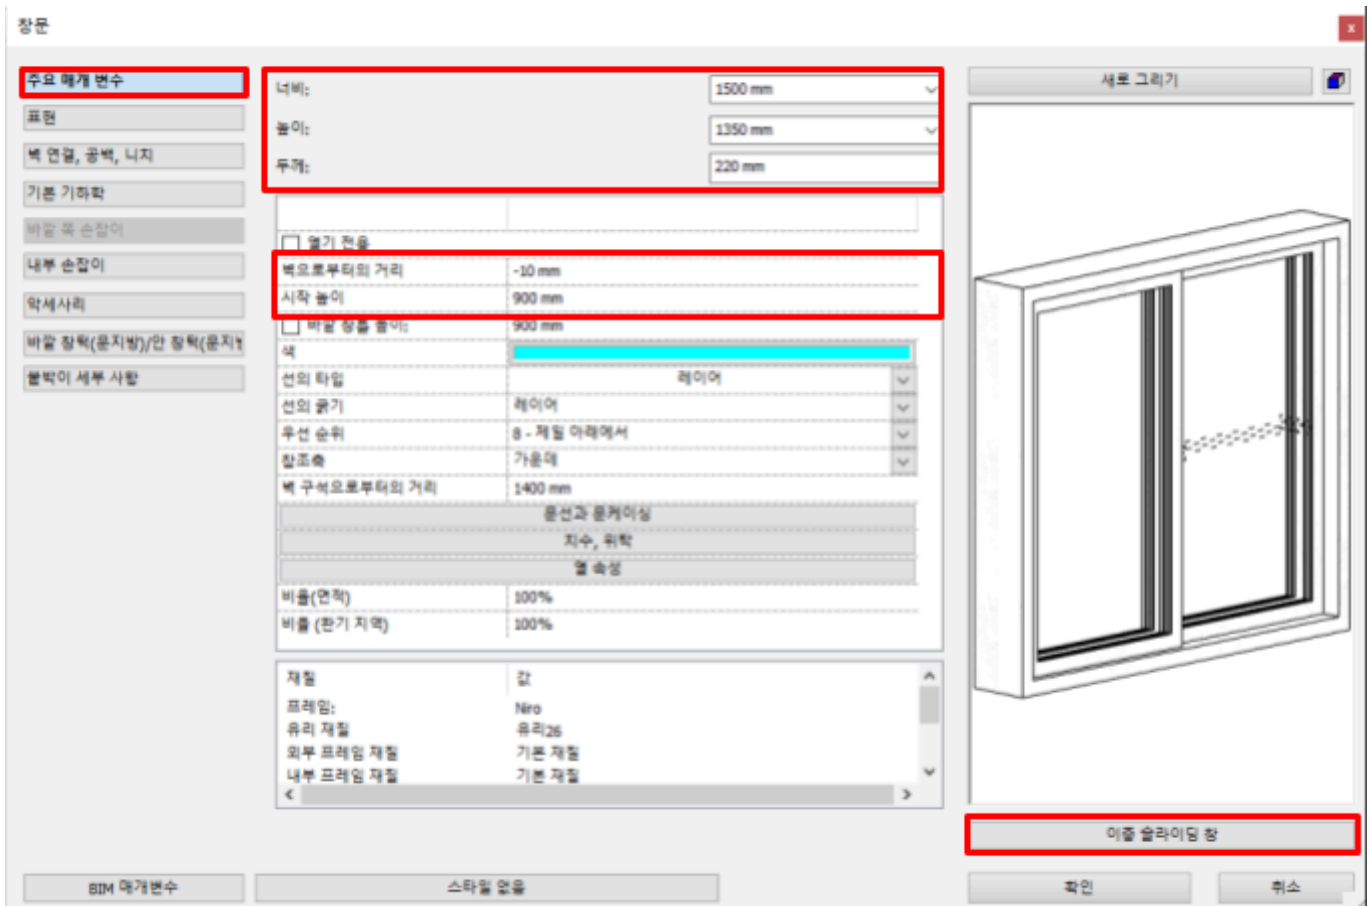 창문
주요 매개 변수
표현
벽 연결, 공백, 니치
기본 기하학
바깥 쪽 손잡이
내부 손잡이
악세사리
바깥 창턱(문지방)/안 창턱(문지방
붙박이 세부 사항
너비: 1500 mm
높이: 1350 mm
두께: 220 mm
열기 전용
벽으로부터의 거리 -10 mm
시작 높이 900 mm
바깥 창틀 높이: 900 mm
색
선의 타입 레이어
선의 굵기 레이어
우선 순위 8 - 제일 아래에서
참조축 가운데
벽 구석으로부터의 거리 1400 mm
문선과 문케이싱
치수, 위탁
열 속성
비율(면적) 100%
비율 (환기 지역) 100%
재질 값
프레임: Niro
유리 재질 유리26
외부 프레임 재질 기본 재질
내부 프레임 재질 기본 재질
새로 그리기
이중 슬라이딩 창
BIM 매개변수
스타일 없음
확인
취소